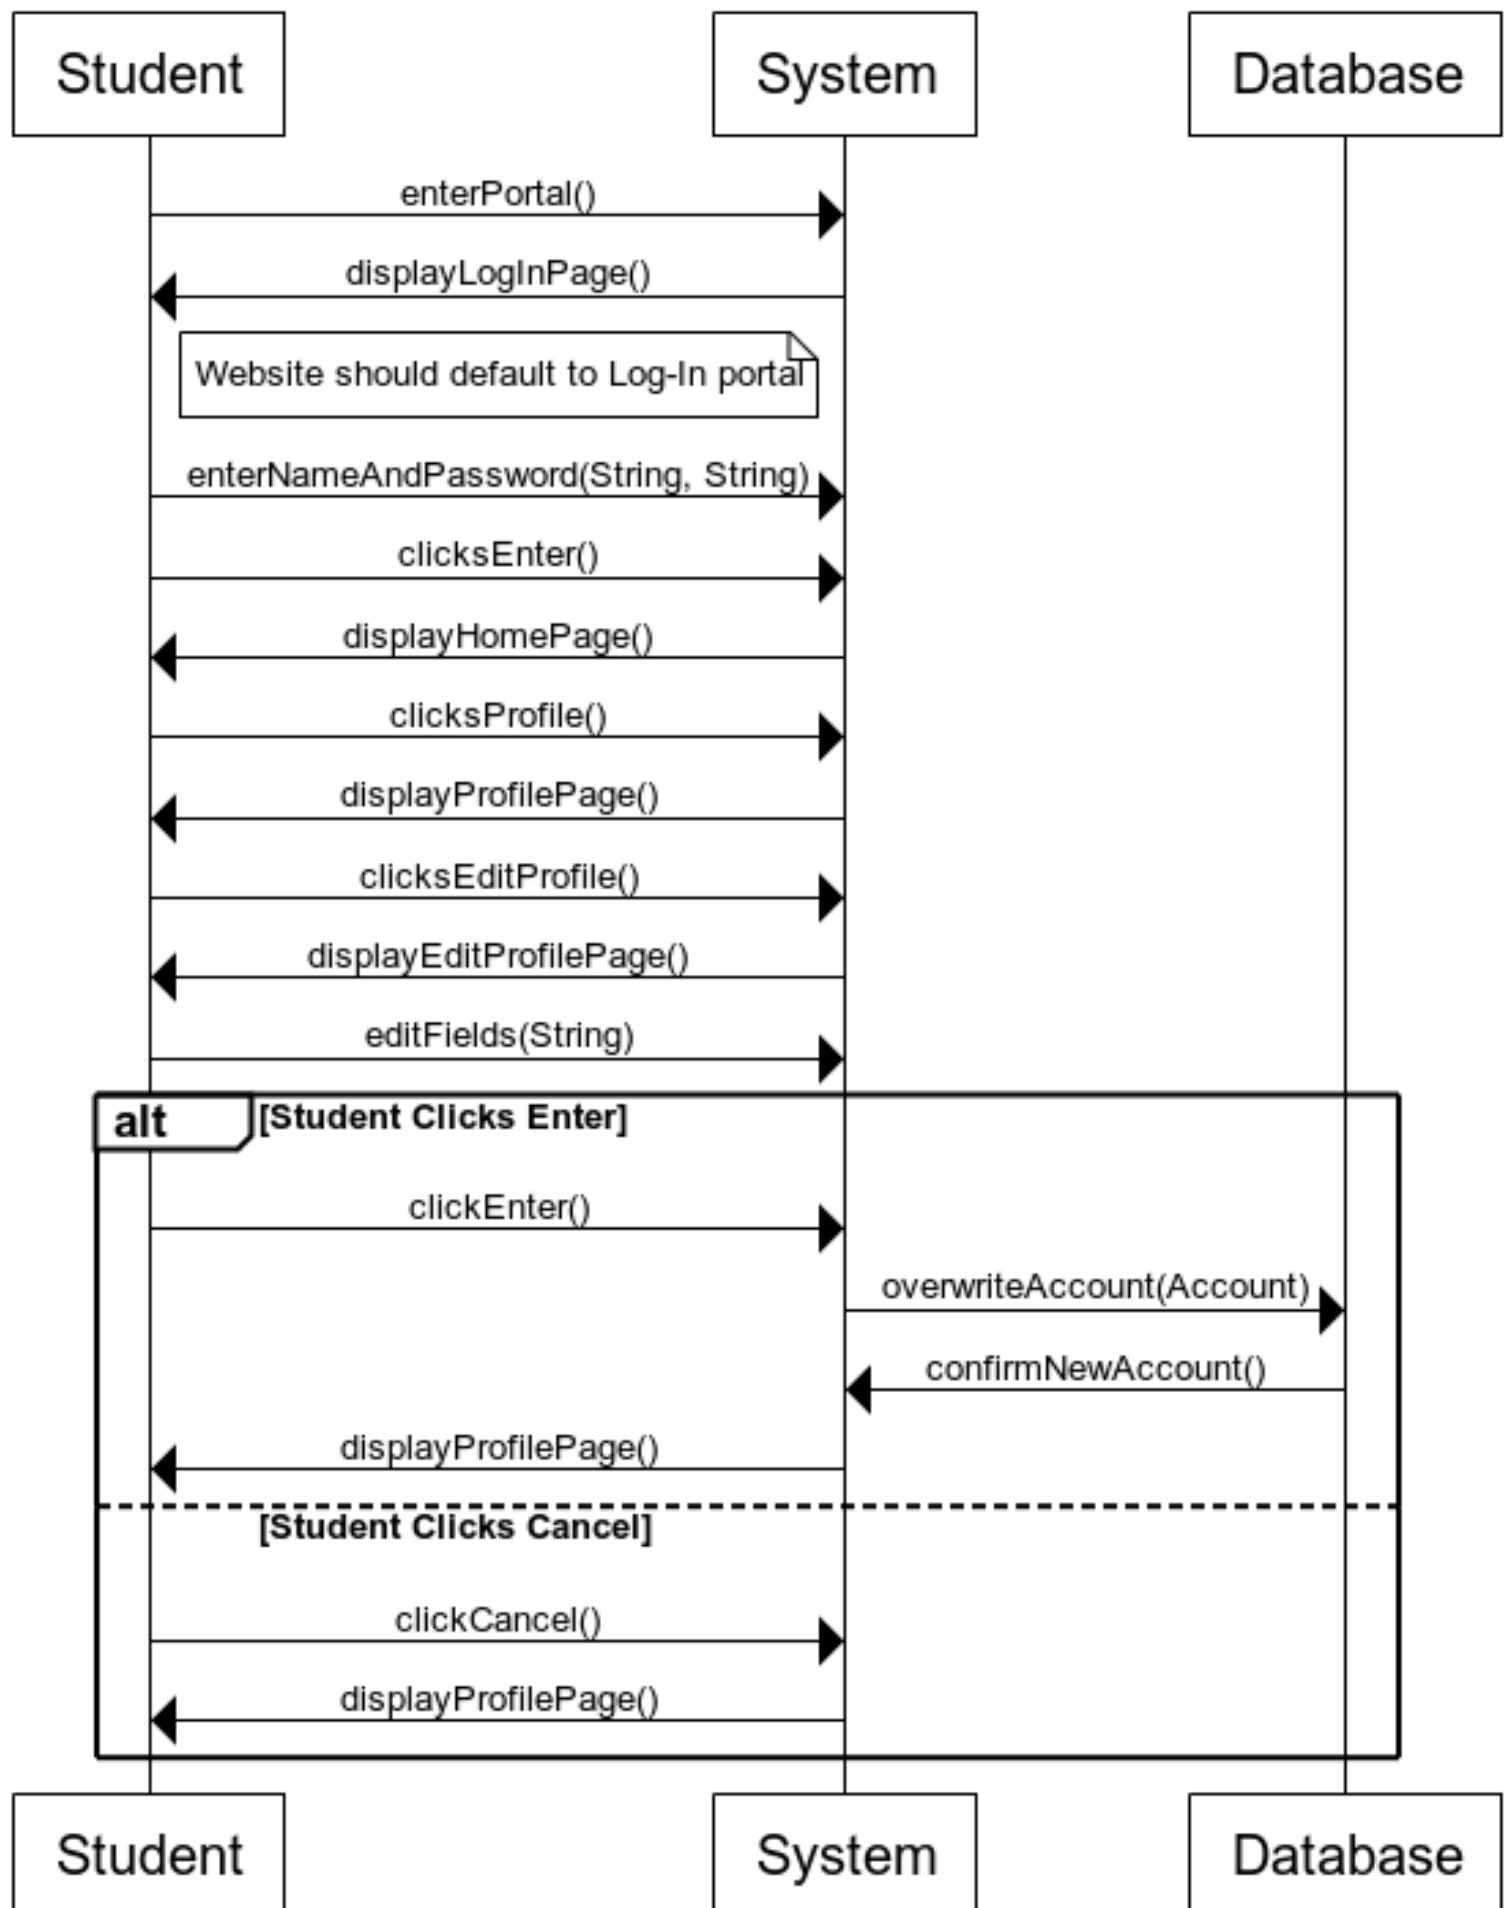 Student
System
Database
enterPortal()
displayLogInPage()
Website should default to Log-In portal
enterNameAndPassword(String, String)
clicksEnter()
displayHomePage()
clicksProfile()
displayProfilePage()
clicksEditProfile()
displayEditProfilePage()
editFields(String)
alt [Student Clicks Enter]
clickEnter()
overwriteAccount(Account)
confirmNewAccount()
displayProfilePage()
[Student Clicks Cancel]
clickCancel()
displayProfilePage()
Student
System
Database